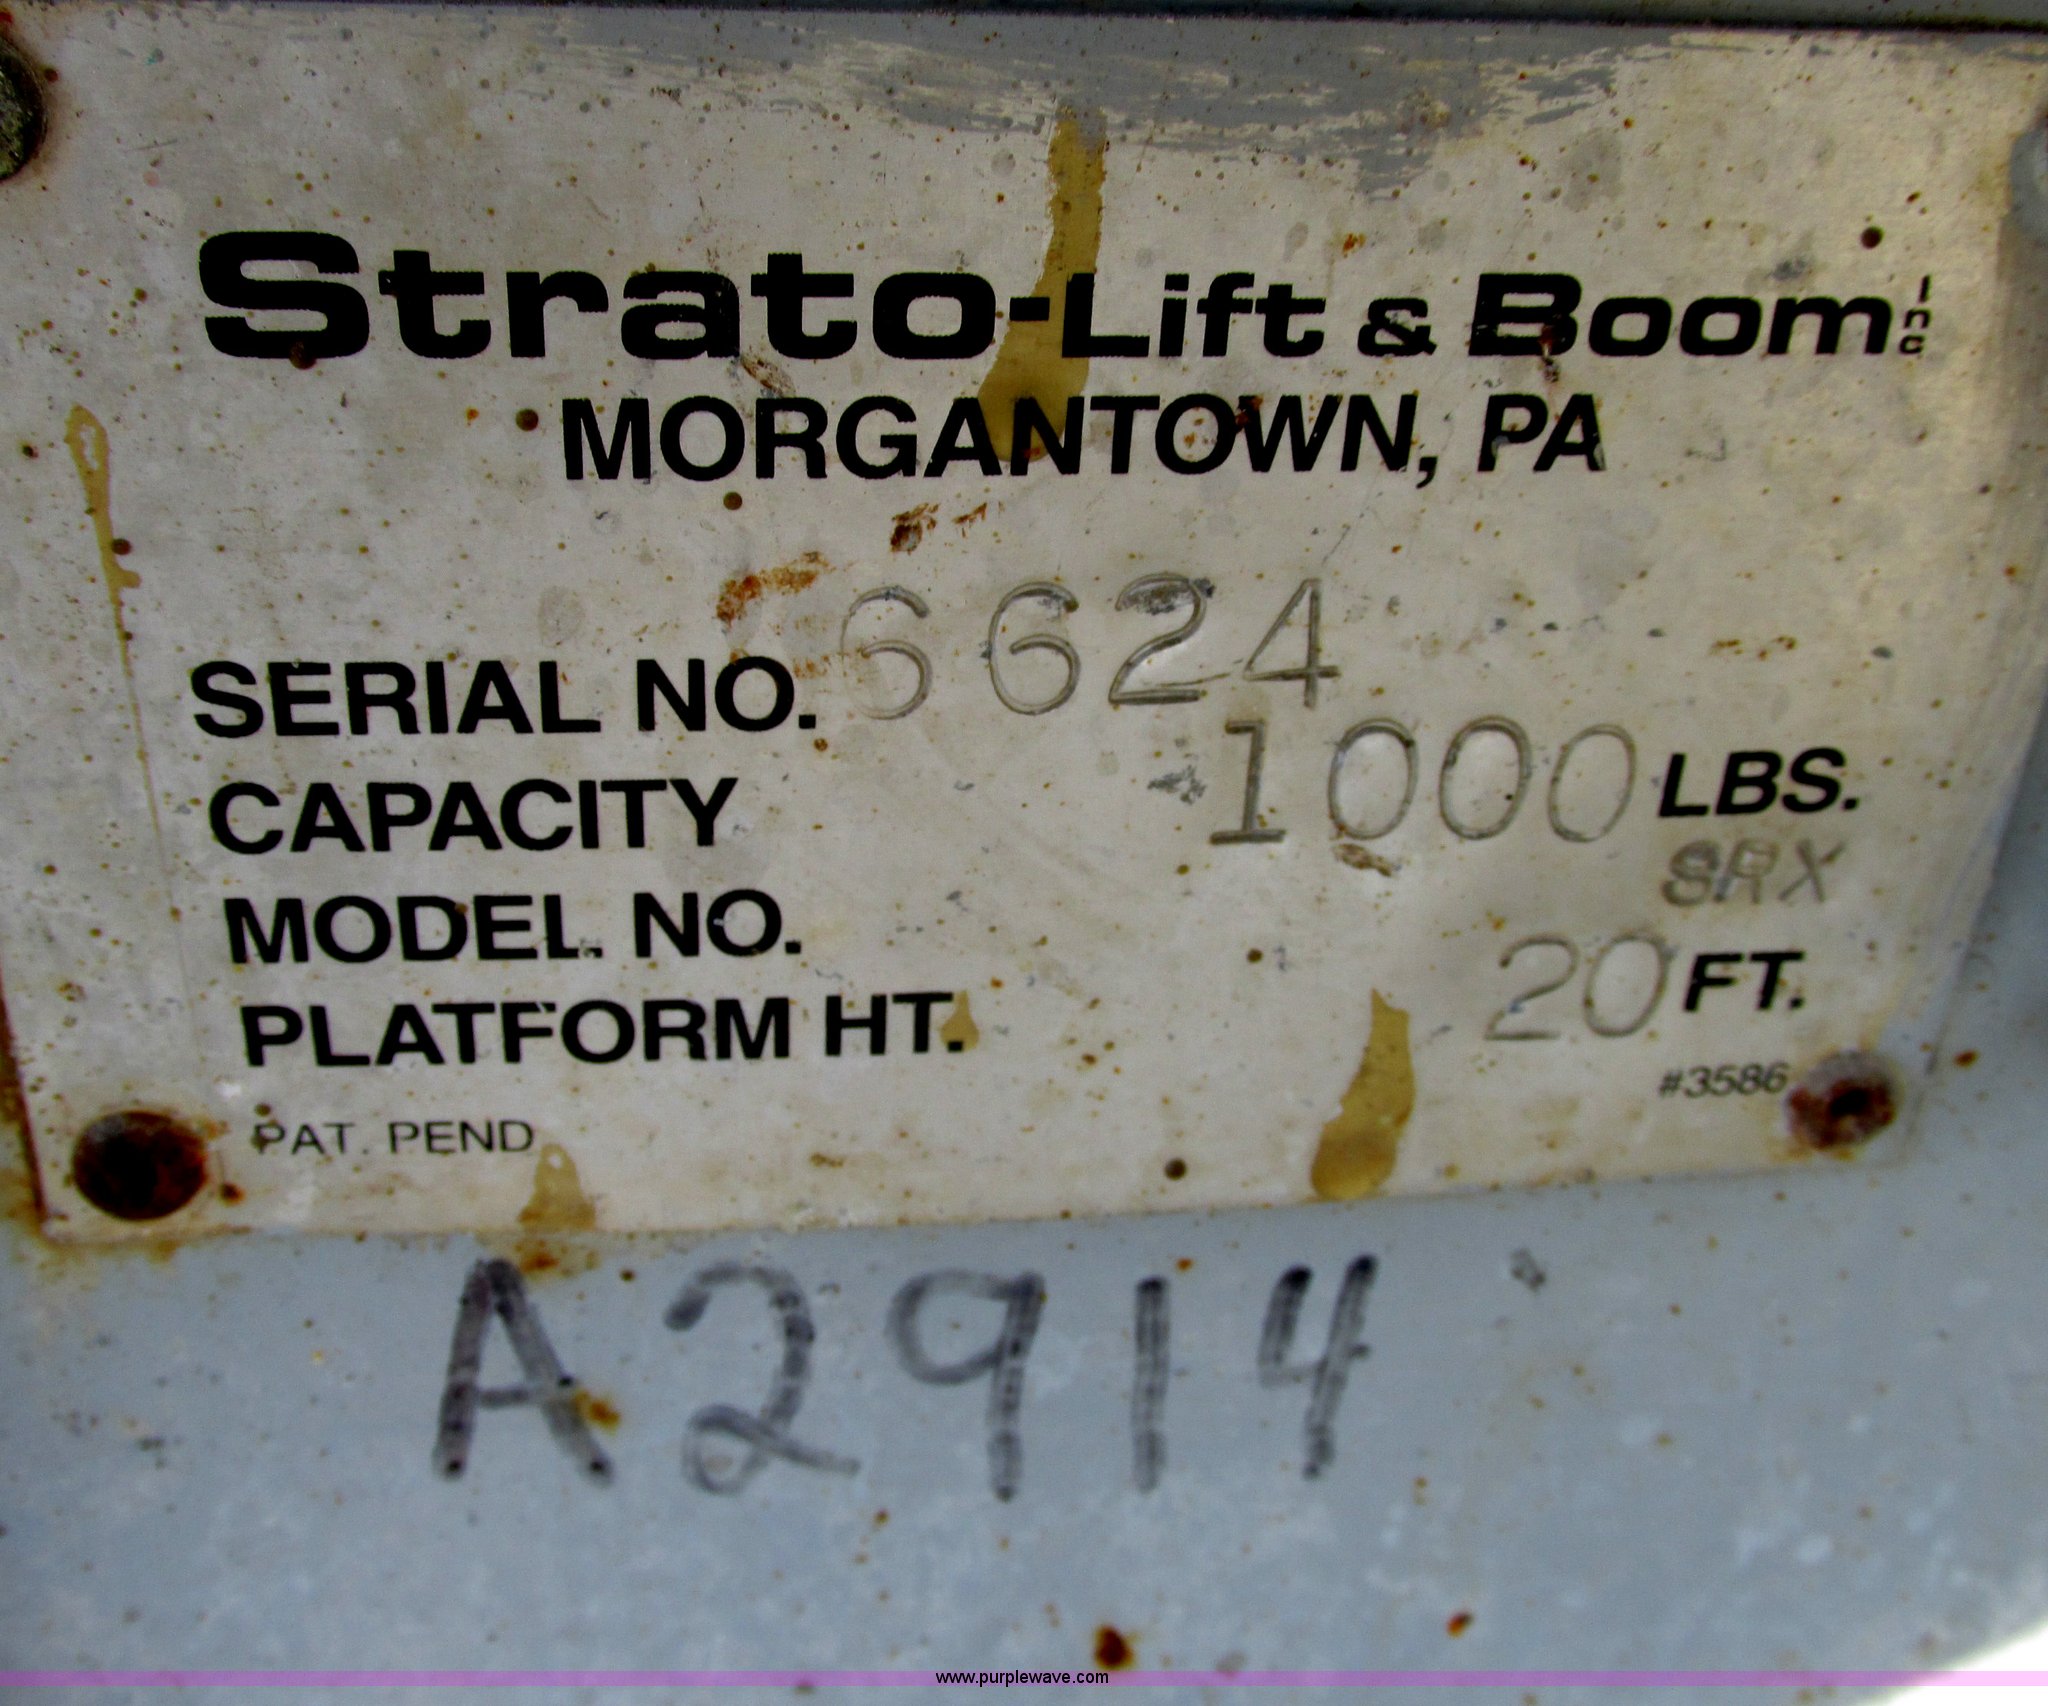 Strato-Lift & Boom Inc
MORGANTOWN, PA
SERIAL NO. 6624
CAPACITY 1000 LBS.
MODEL NO. SRX
PLATFORM HT. 20 FT.
#3586
PAT. PEND
A2914
www.purplewave.com